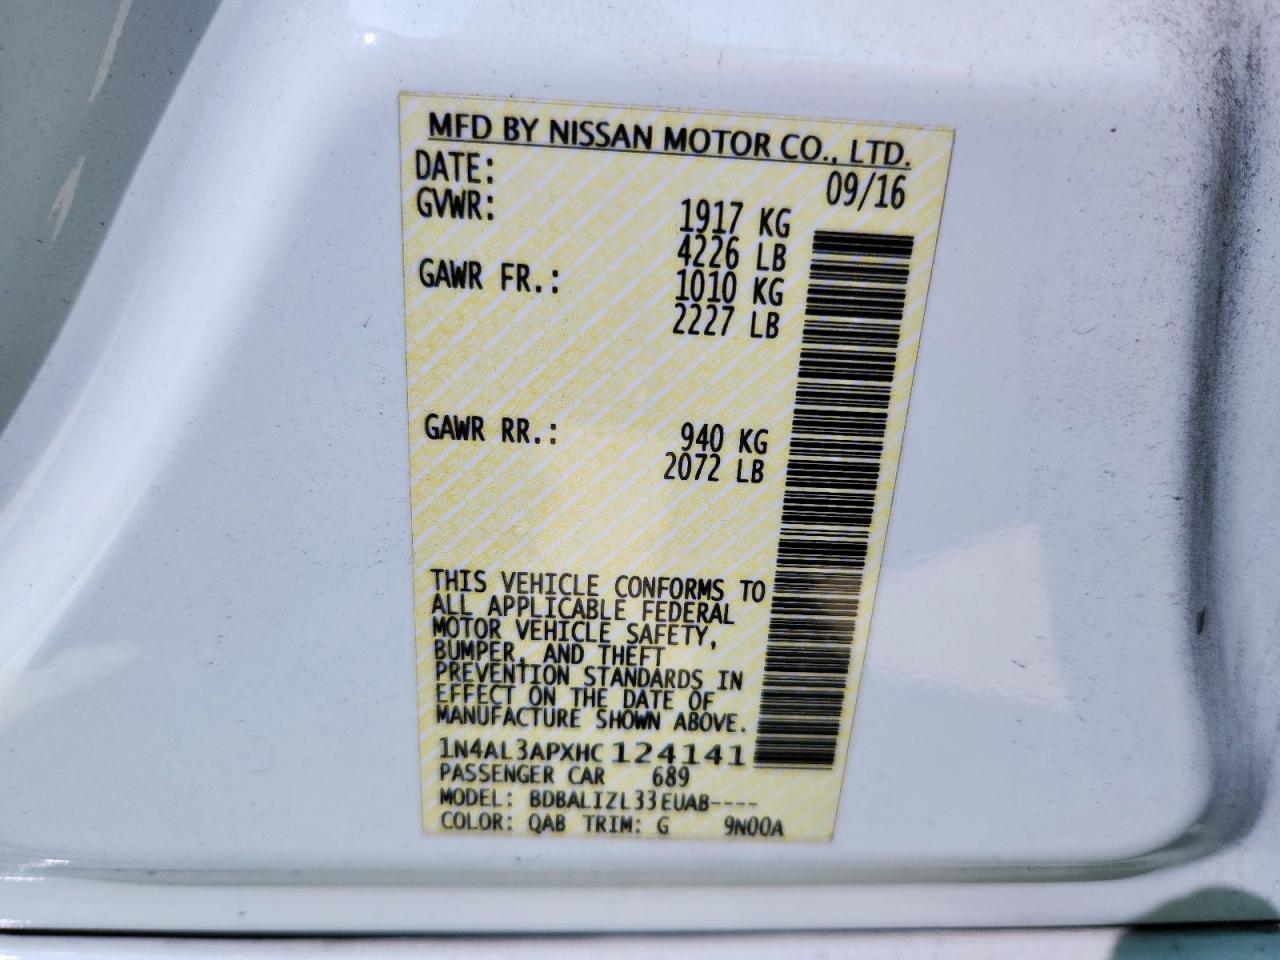 MFD BY NISSAN MOTOR CO., LTD.
DATE: 09/16
GVWR: 1917 KG
4226 LB
GAWR FR.: 1010 KG
2227 LB
GAWR RR.: 940 KG
2072 LB
THIS VEHICLE CONFORMS TO
ALL APPLICABLE FEDERAL
MOTOR VEHICLE SAFETY,
BUMPER, AND THEFT
PREVENTION STANDARDS IN
EFFECT ON THE DATE OF
MANUFACTURE SHOWN ABOVE.
1N4AL3APXHC124141
PASSENGER CAR 689
MODEL: BDBALIZL33EUAB----
COLOR: QAB TRIM: G 9N00A